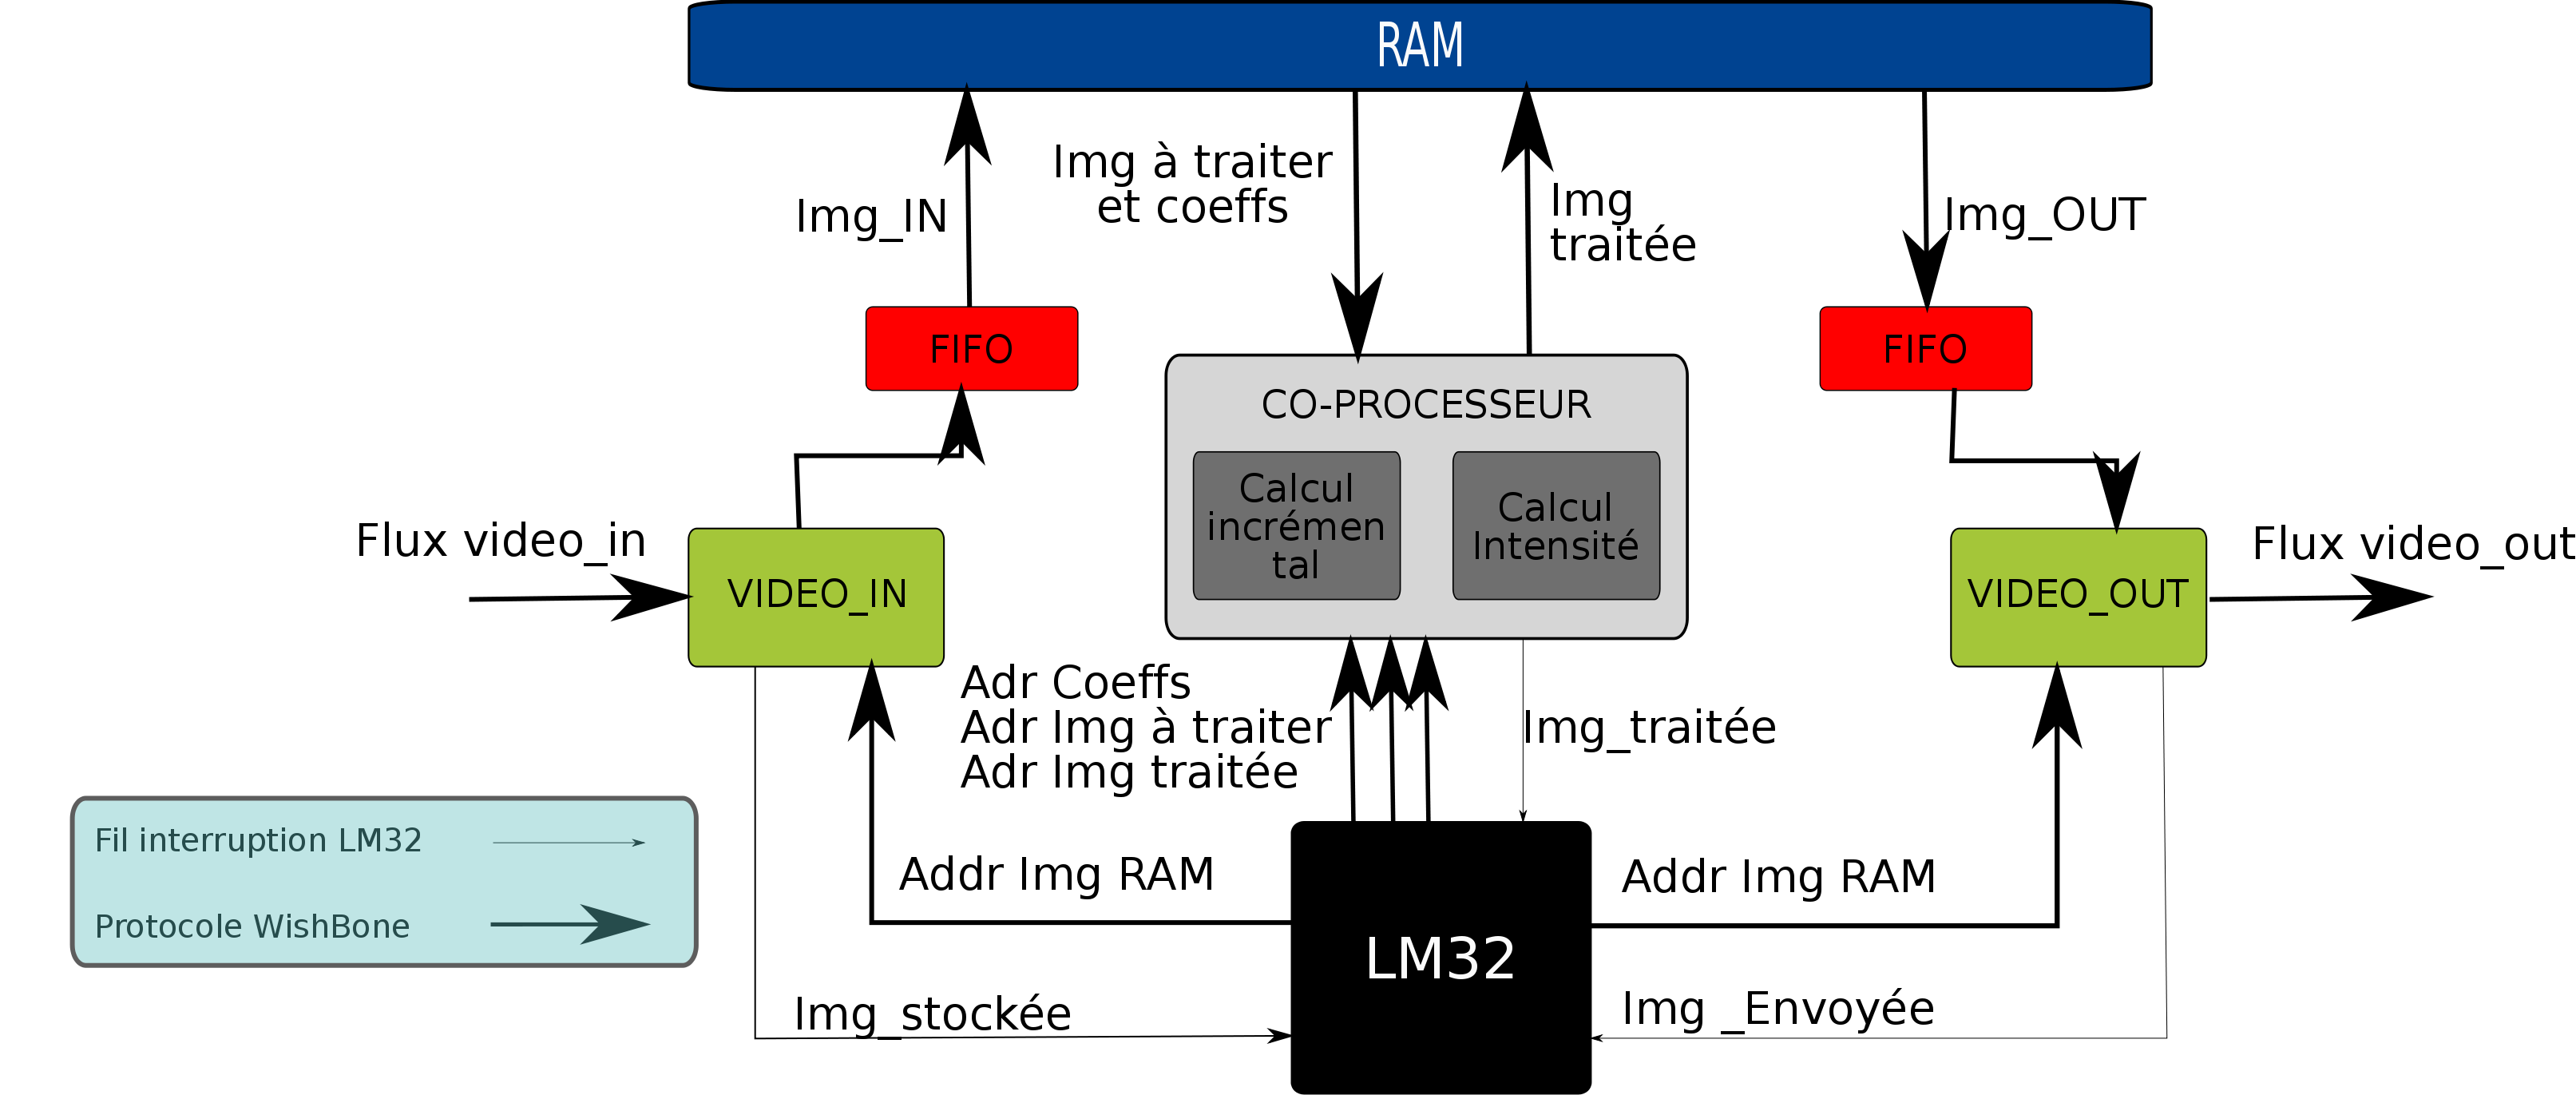 RAM
Img à traiter
et coeffs
Img_IN
Img
traitée
Img_OUT
FIFO
FIFO
CO-PROCESSEUR
Calcul
incrémen
tal
Calcul
Intensité
Flux video_in
VIDEO_IN
VIDEO_OUT
Flux video_out
Adr Coeffs
Adr Img à traiter
Adr Img traitée
Img_traitée
Fil interruption LM32
Protocole WishBone
Addr Img RAM
Addr Img RAM
LM32
Img_stockée
Img _Envoyée